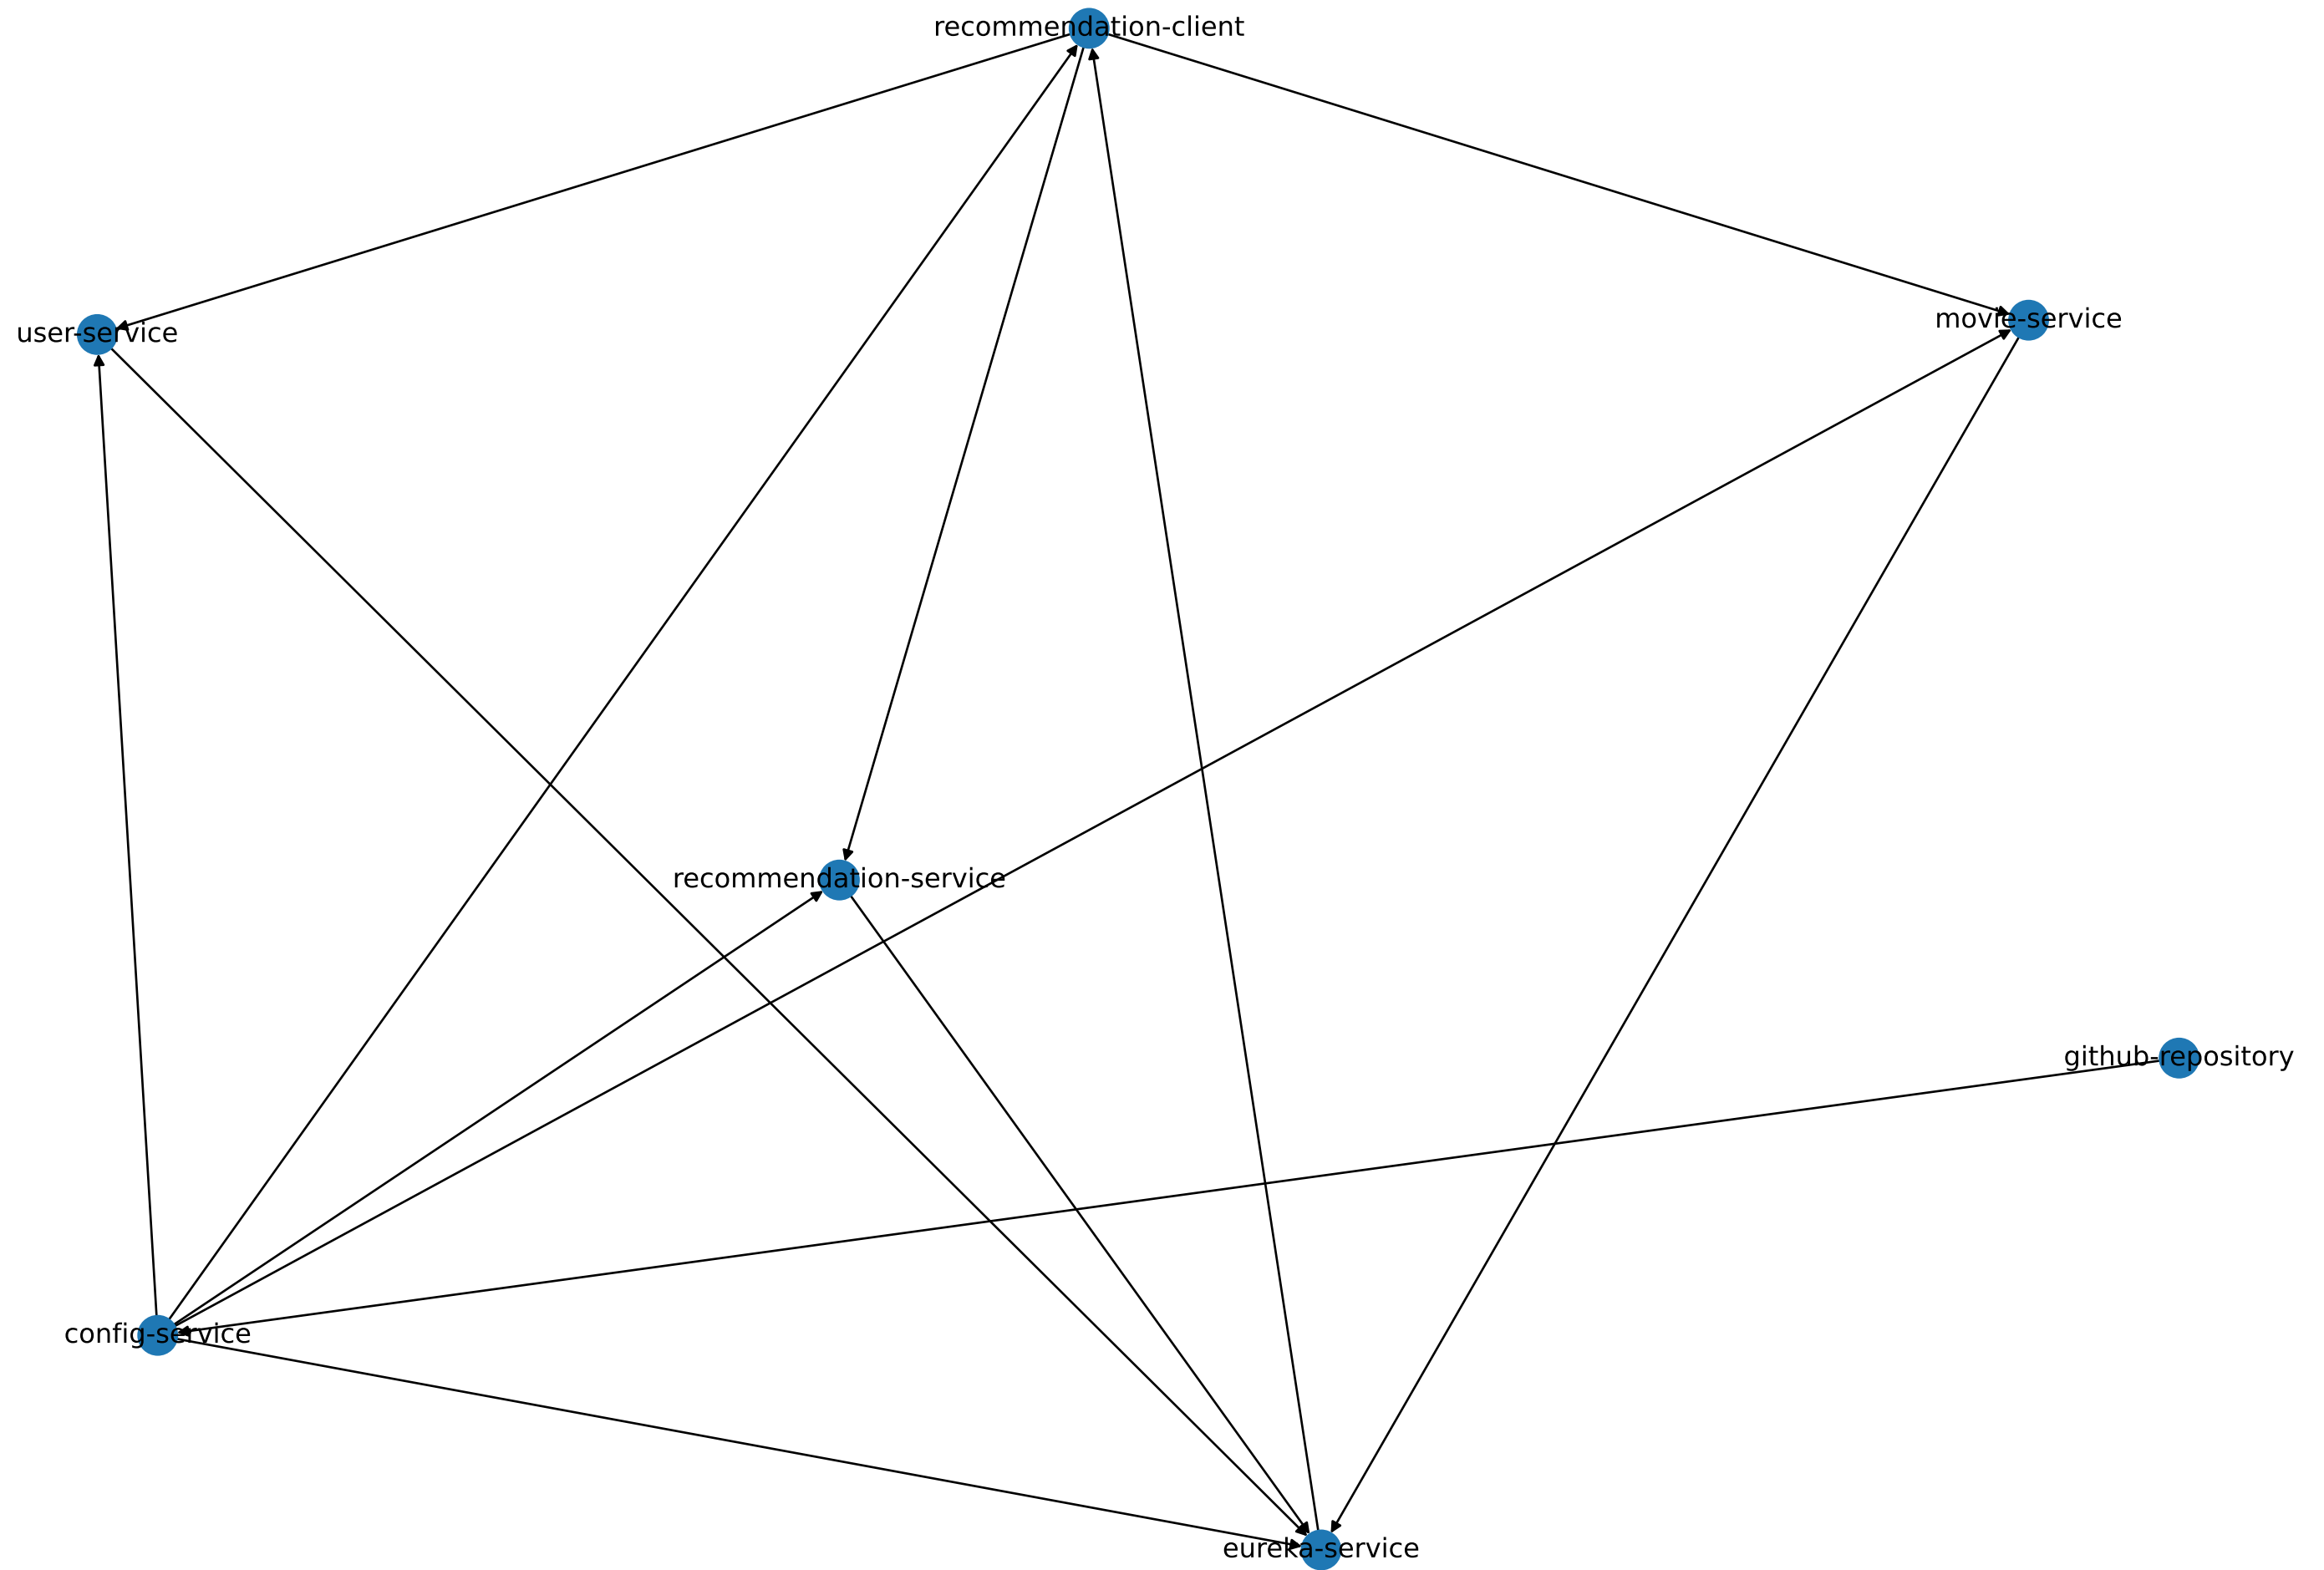 recommendation-client
user-service
movie-service
recommendation-service
github-repository
config-service
eureka-service